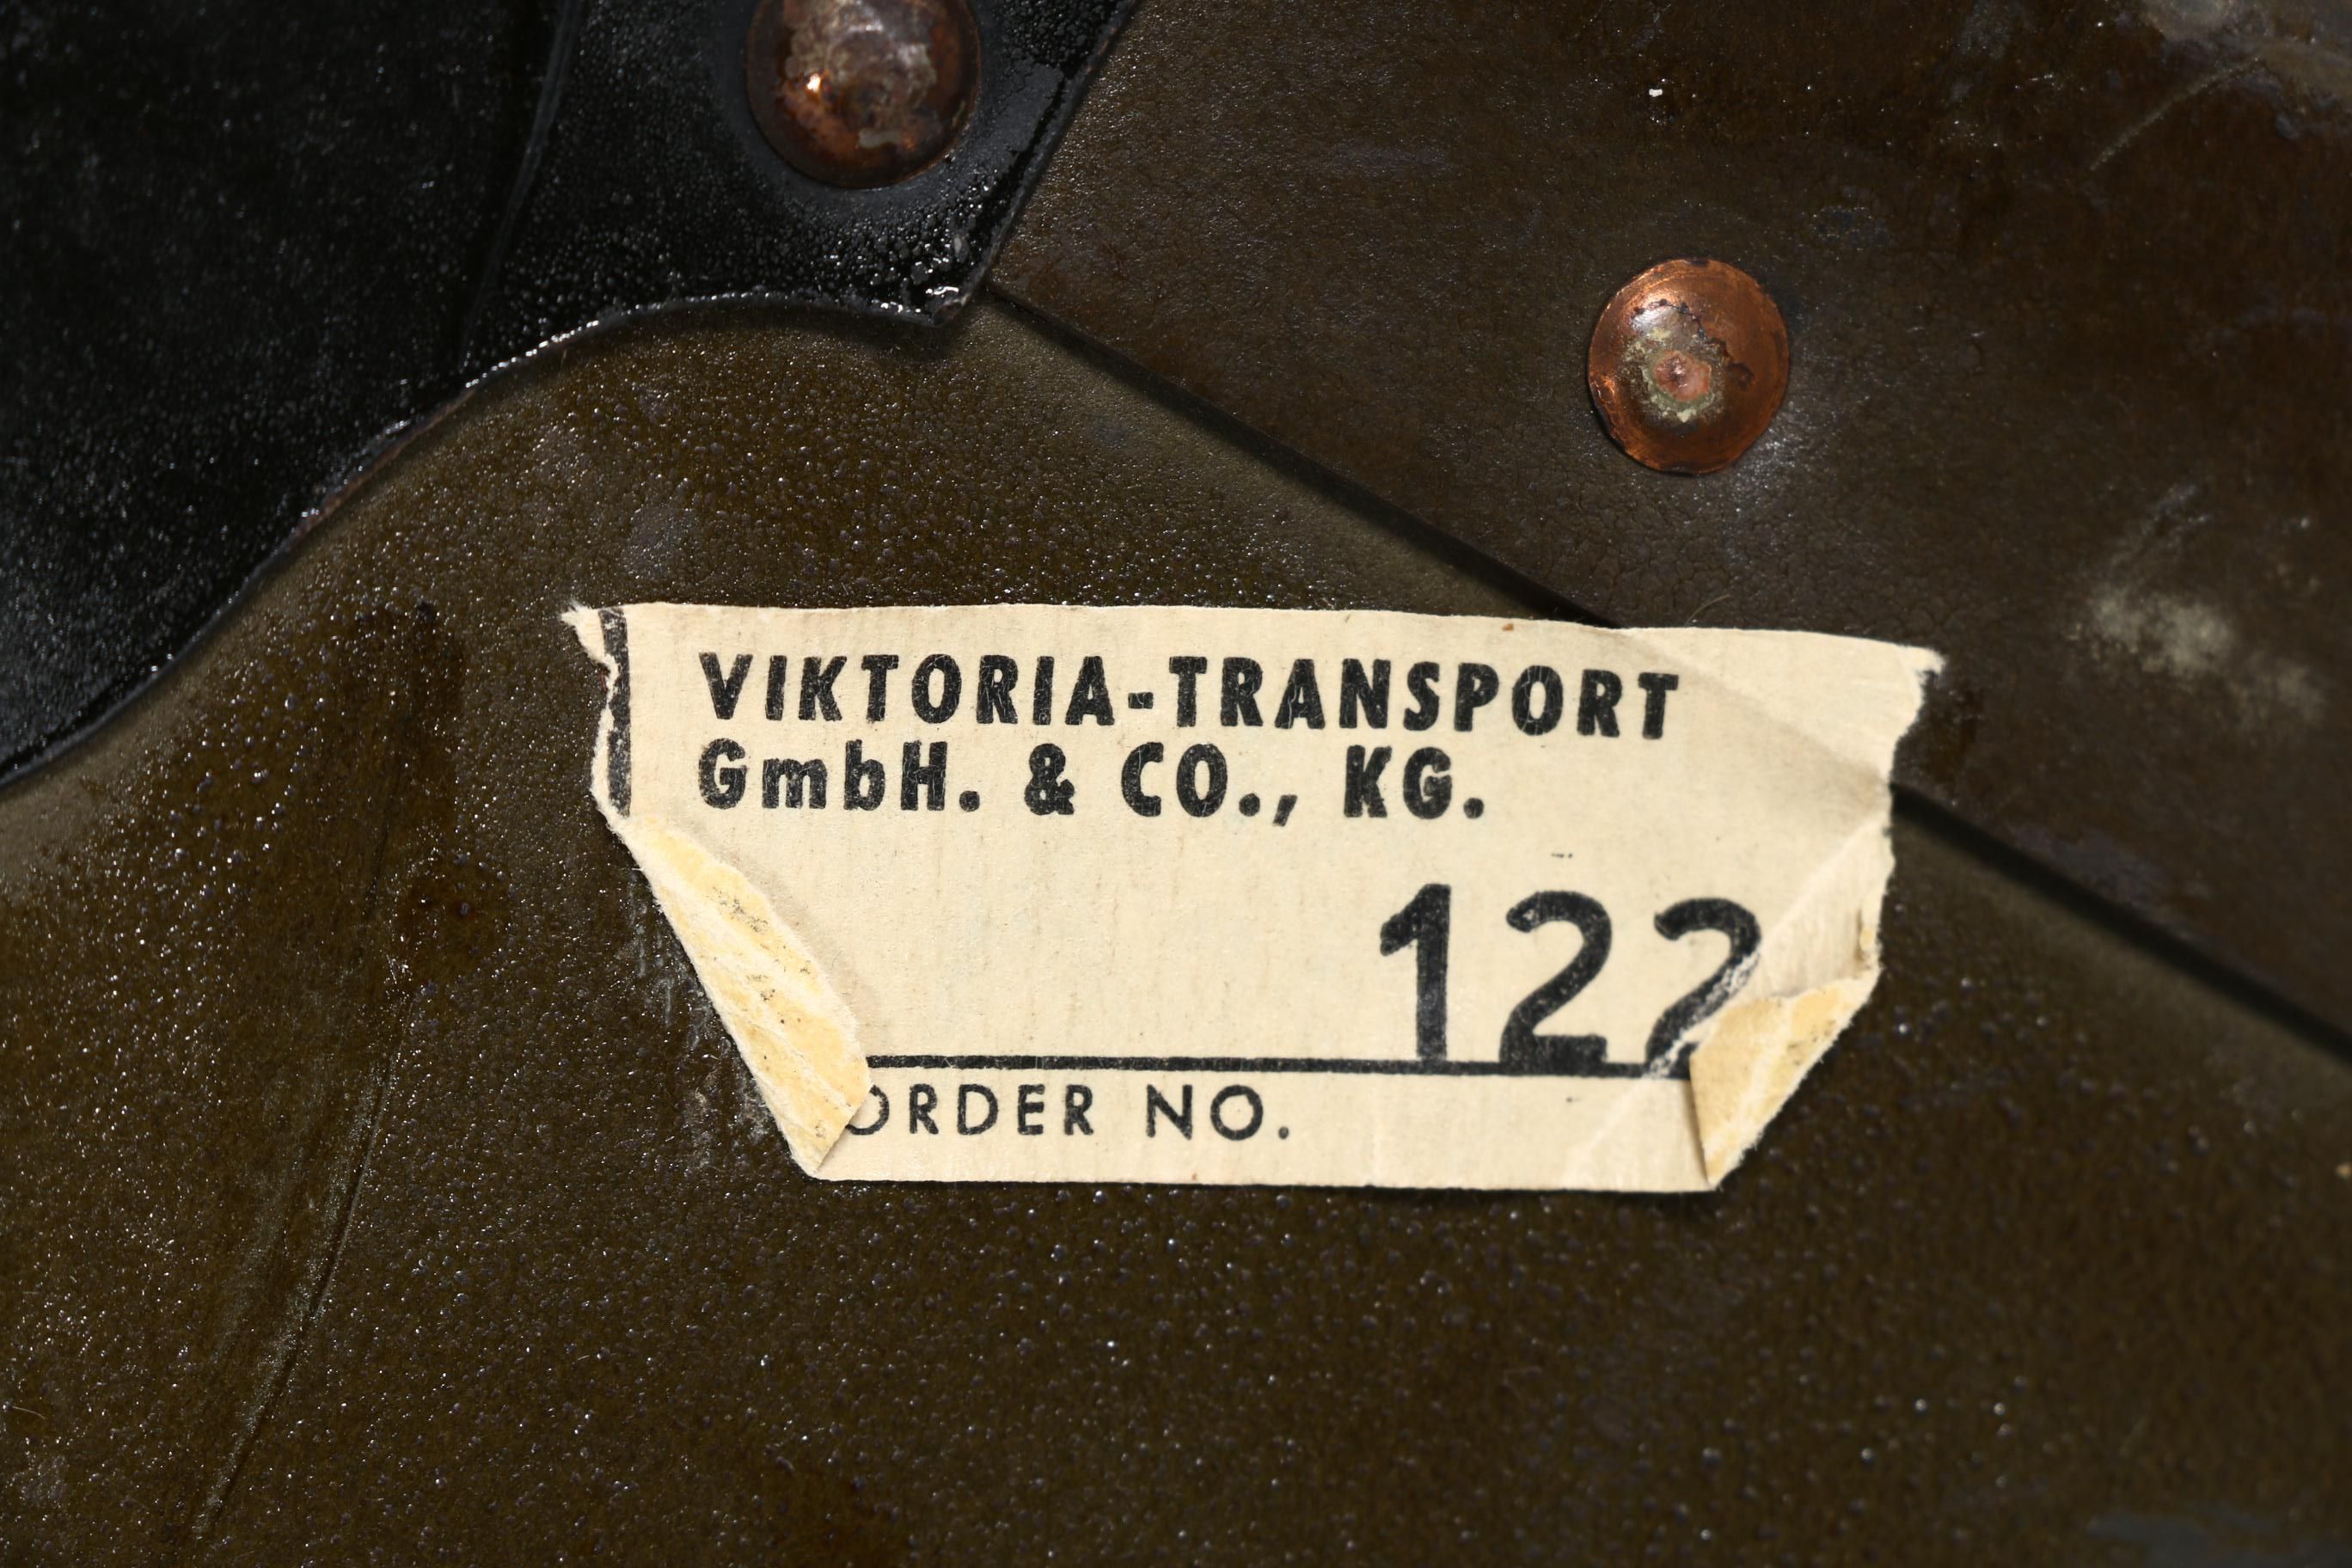 VIKTORIA-TRANSPORT
GmbH. & CO., KG.
122
ORDER NO.